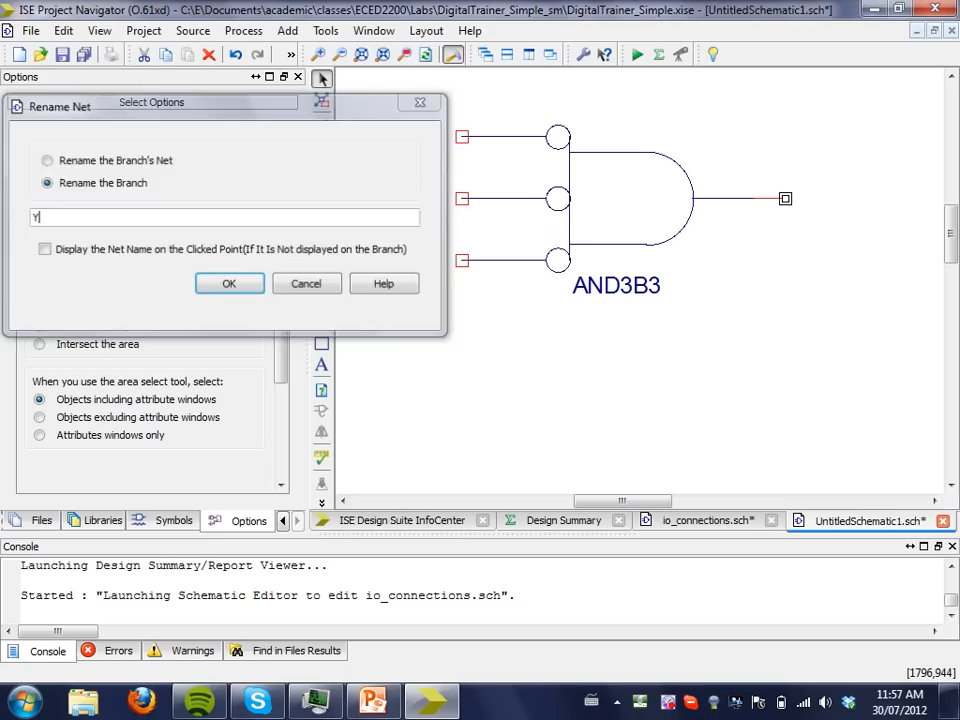 ISE Project Navigator (O.61xd) - C:\E\Documents\academic\classes\ECED2200\Labs\DigitalTrainer_Simple_sm\DigitalTrainer_Simple.xise - [UntitledSchematic1.sch*]
File Edit View Project Source Process Add Tools Window Layout Help
Options
Select Options
Rename Net
Rename the Branch's Net
Rename the Branch
Y
Display the Net Name on the Clicked Point(If It Is Not displayed on the Branch)
OK Cancel Help
AND3B3
Intersect the area
When you use the area select tool, select:
Objects including attribute windows
Objects excluding attribute windows
Attributes windows only
Files Libraries Symbols Options
ISE Design Suite InfoCenter Design Summary io_connections.sch* UntitledSchematic1.sch*
Console
Launching Design Summary/Report Viewer...
Started : "Launching Schematic Editor to edit io_connections.sch".
Console Errors Warnings Find in Files Results
[1796,944]
11:57 AM
30/07/2012